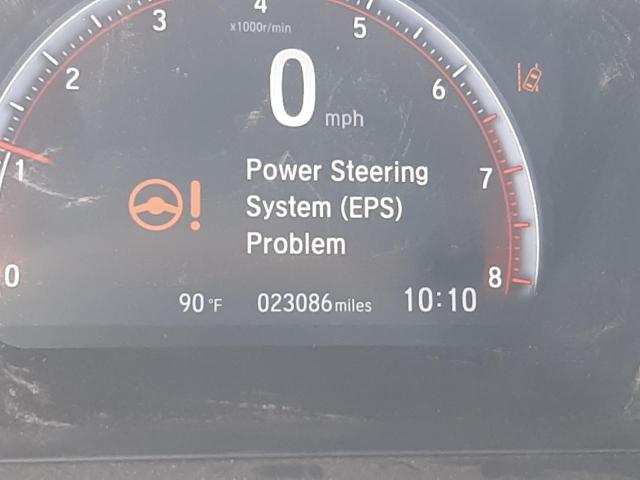 4
3
5
x1000r/min
2
0
6
mph
1
Power Steering
7
System (EPS)
Problem
0
8
90°F 023086 miles 10:10